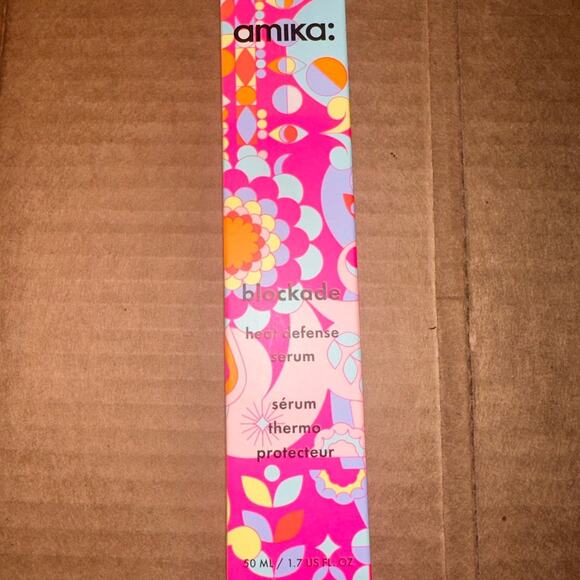 amika:
blockade
heat defense
serum
sérum
thermo
protecteur
50 ML / 1.7 US FL. OZ